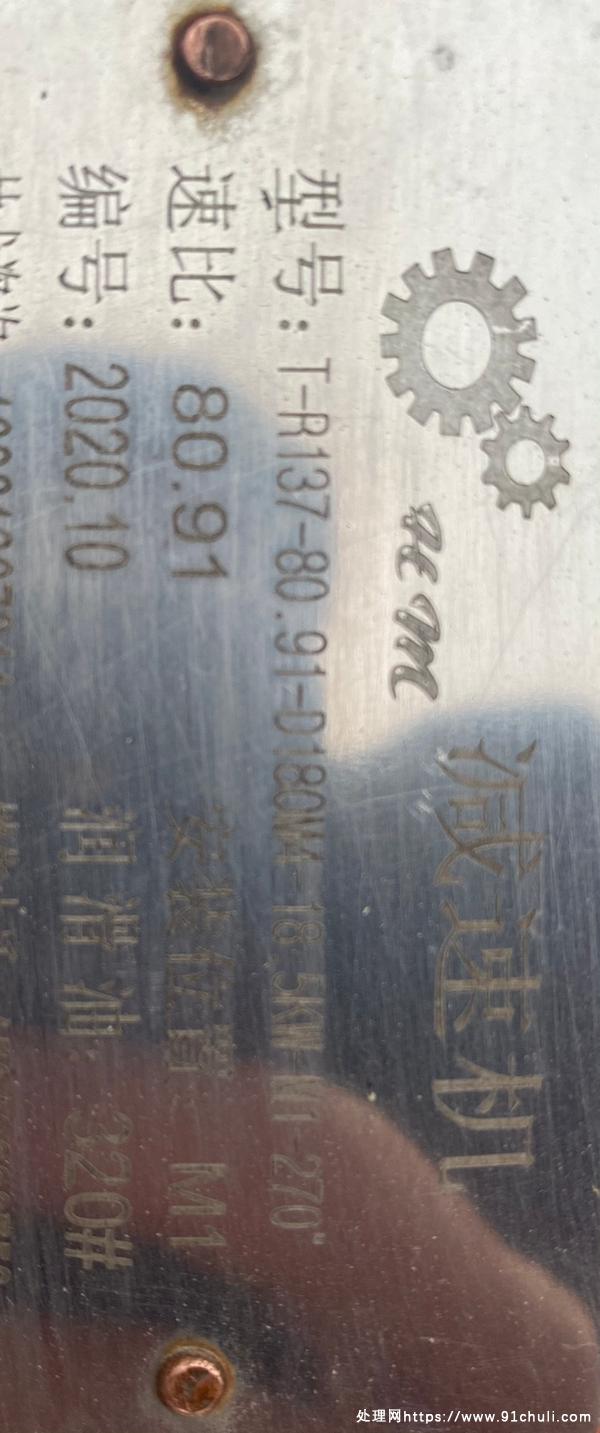 减速机
型号：T-R137-80.91-D180M4-18.5KW-M1-270°
速比：80.91 安装位置：M1
编号：2020.10 润滑油：320#
处理网https://www.91chuli.com